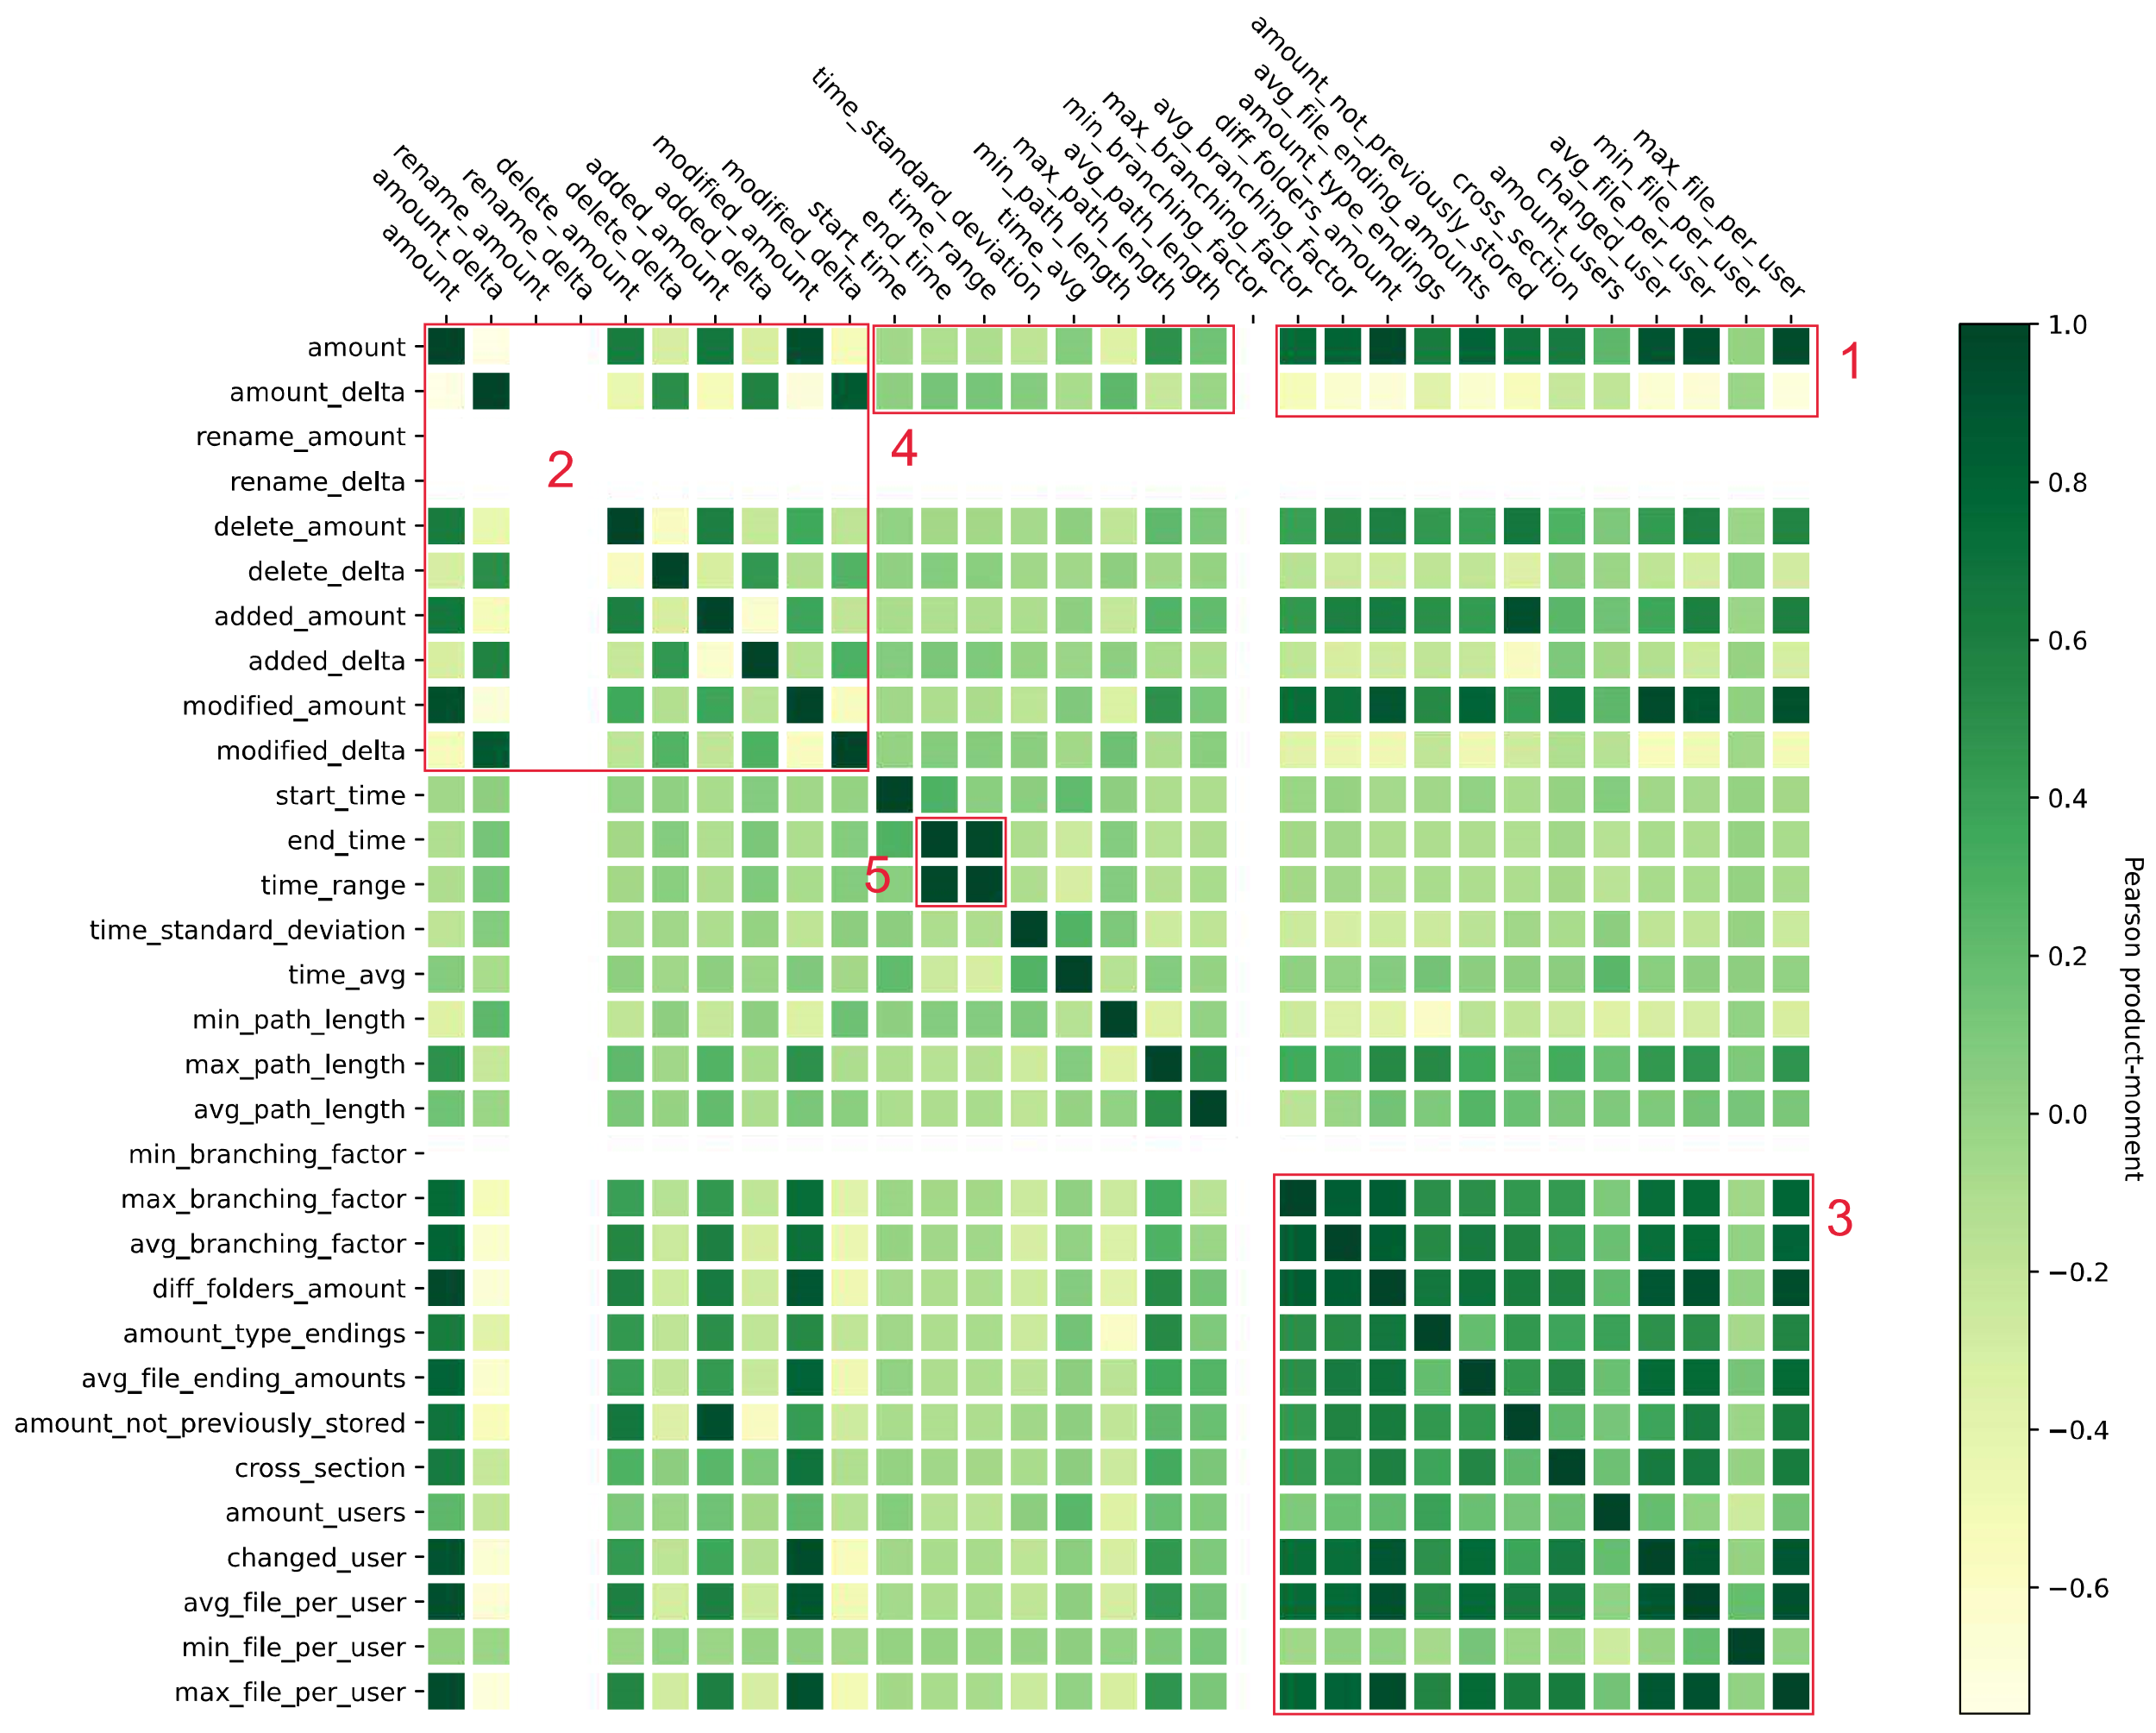 amount
amount_delta
rename_amount
rename_delta
delete_amount
delete_delta
added_amount
added_delta
modified_amount
modified_delta
start_time
end_time
time_range
time_standard_deviation
time_avg
min_path_length
max_path_length
avg_path_length
min_branching_factor
max_branching_factor
avg_branching_factor
diff_folders_amount
amount_type_endings
avg_file_ending_amounts
amount_not_previously_stored
cross_section
amount_users
changed_user
avg_file_per_user
min_file_per_user
max_file_per_user
amount
amount_delta
rename_amount
rename_delta
delete_amount
delete_delta
added_amount
added_delta
modified_amount
modified_delta
start_time
end_time
time_range
time_standard_deviation
time_avg
min_path_length
max_path_length
avg_path_length
min_branching_factor
max_branching_factor
avg_branching_factor
diff_folders_amount
amount_type_endings
avg_file_ending_amounts
amount_not_previously_stored
cross_section
amount_users
changed_user
avg_file_per_user
min_file_per_user
max_file_per_user
1
2
4
5
3
1.0
0.8
0.6
0.4
0.2
0.0
−0.2
−0.4
−0.6
Pearson product-moment